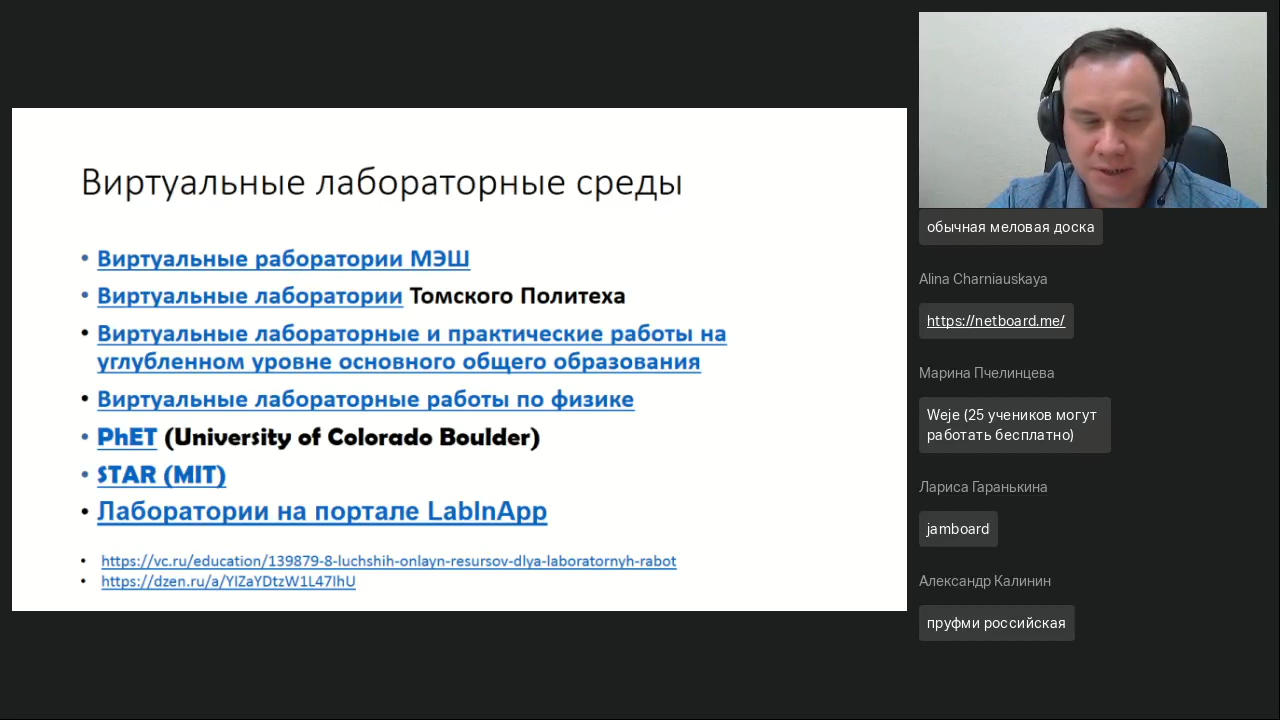 Виртуальные лабораторные среды
• Виртуальные раборатории МЭШ
• Виртуальные лаборатории Томского Политеха
• Виртуальные лабораторные и практические работы на
углубленном уровне основного общего образования
• Виртуальные лабораторные работы по физике
• PhET (University of Colorado Boulder)
• STAR (MIT)
• Лаборатории на портале LabInApp
• https://vc.ru/education/139879-8-luchshih-onlayn-resursov-dlya-laboratornyh-rabot
• https://dzen.ru/a/YIZaYDtzW1L47IhU
обычная меловая доска
Alina Charniauskaya
https://netboard.me/
Марина Пчелинцева
Weje (25 учеников могут
работать бесплатно)
Лариса Гаранькина
jamboard
Александр Калинин
пруфми российская